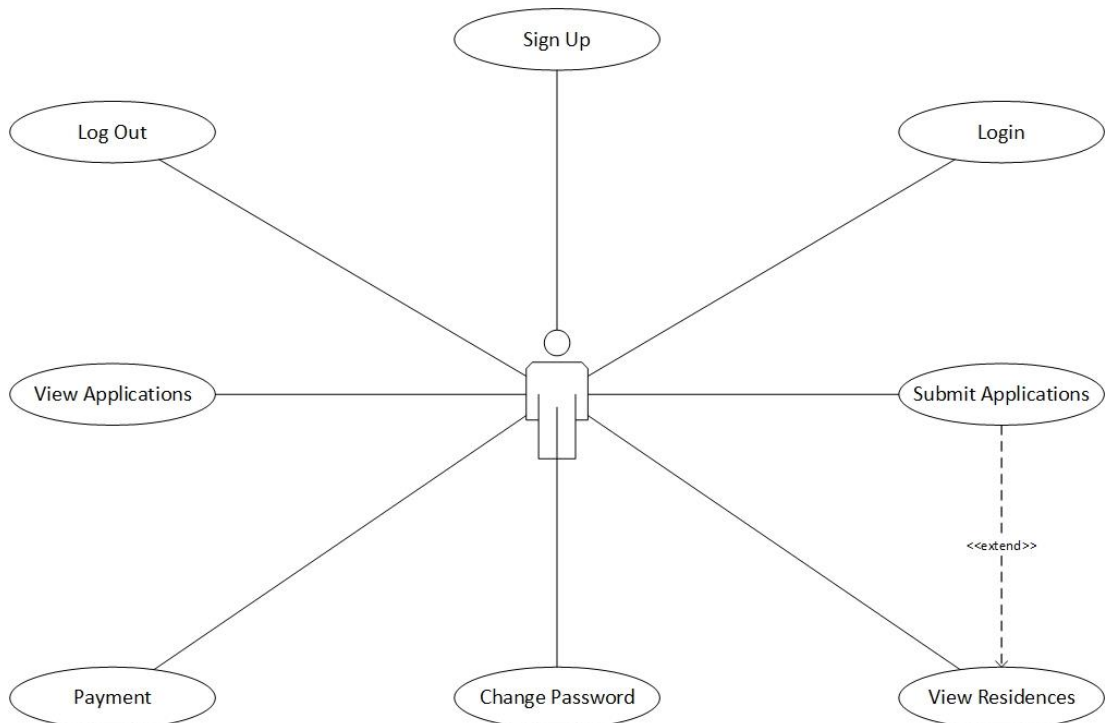 Sign Up
Log Out
Login
View Applications
Submit Applications
<<extend>>
Payment
Change Password
View Residences